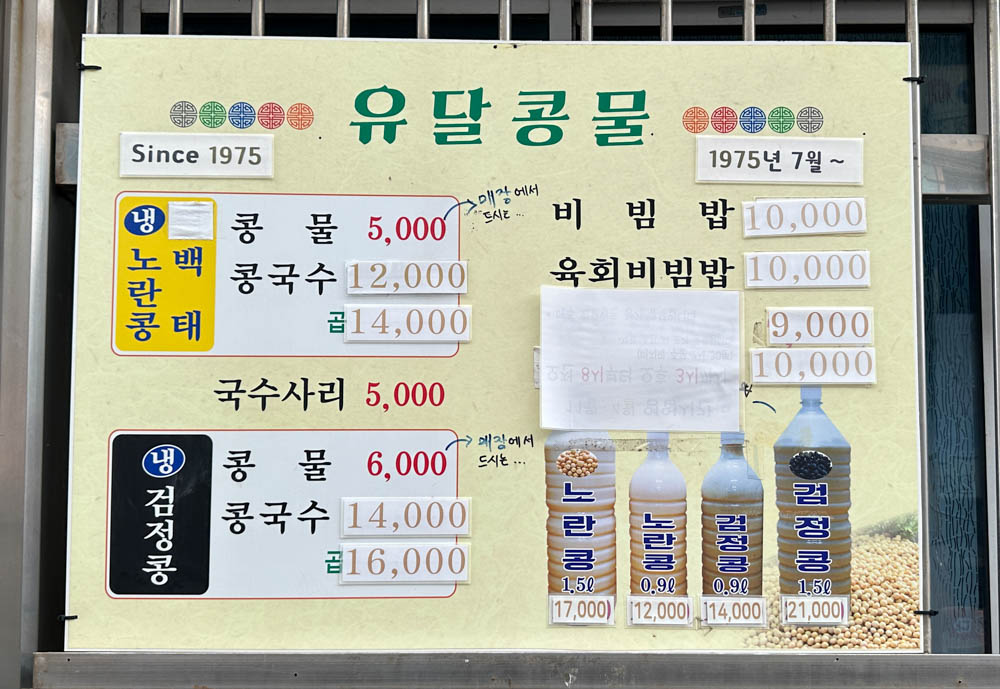 유달콩물
Since 1975
1975년 7월 ~
냉
노란콩
백태
콩 물 5,000
매장에서
드시는 ...
콩국수 12,000
곱 14,000
국수사리 5,000
냉
검정콩
콩 물 6,000
매장에서
드시는 ...
콩국수 14,000
곱 16,000
비 빔 밥 10,000
육회비빔밥 10,000
9,000
10,000
노란콩
1.5ℓ
17,000
노란콩
0.9ℓ
12,000
검정콩
0.9ℓ
14,000
검정콩
1.5ℓ
21,000